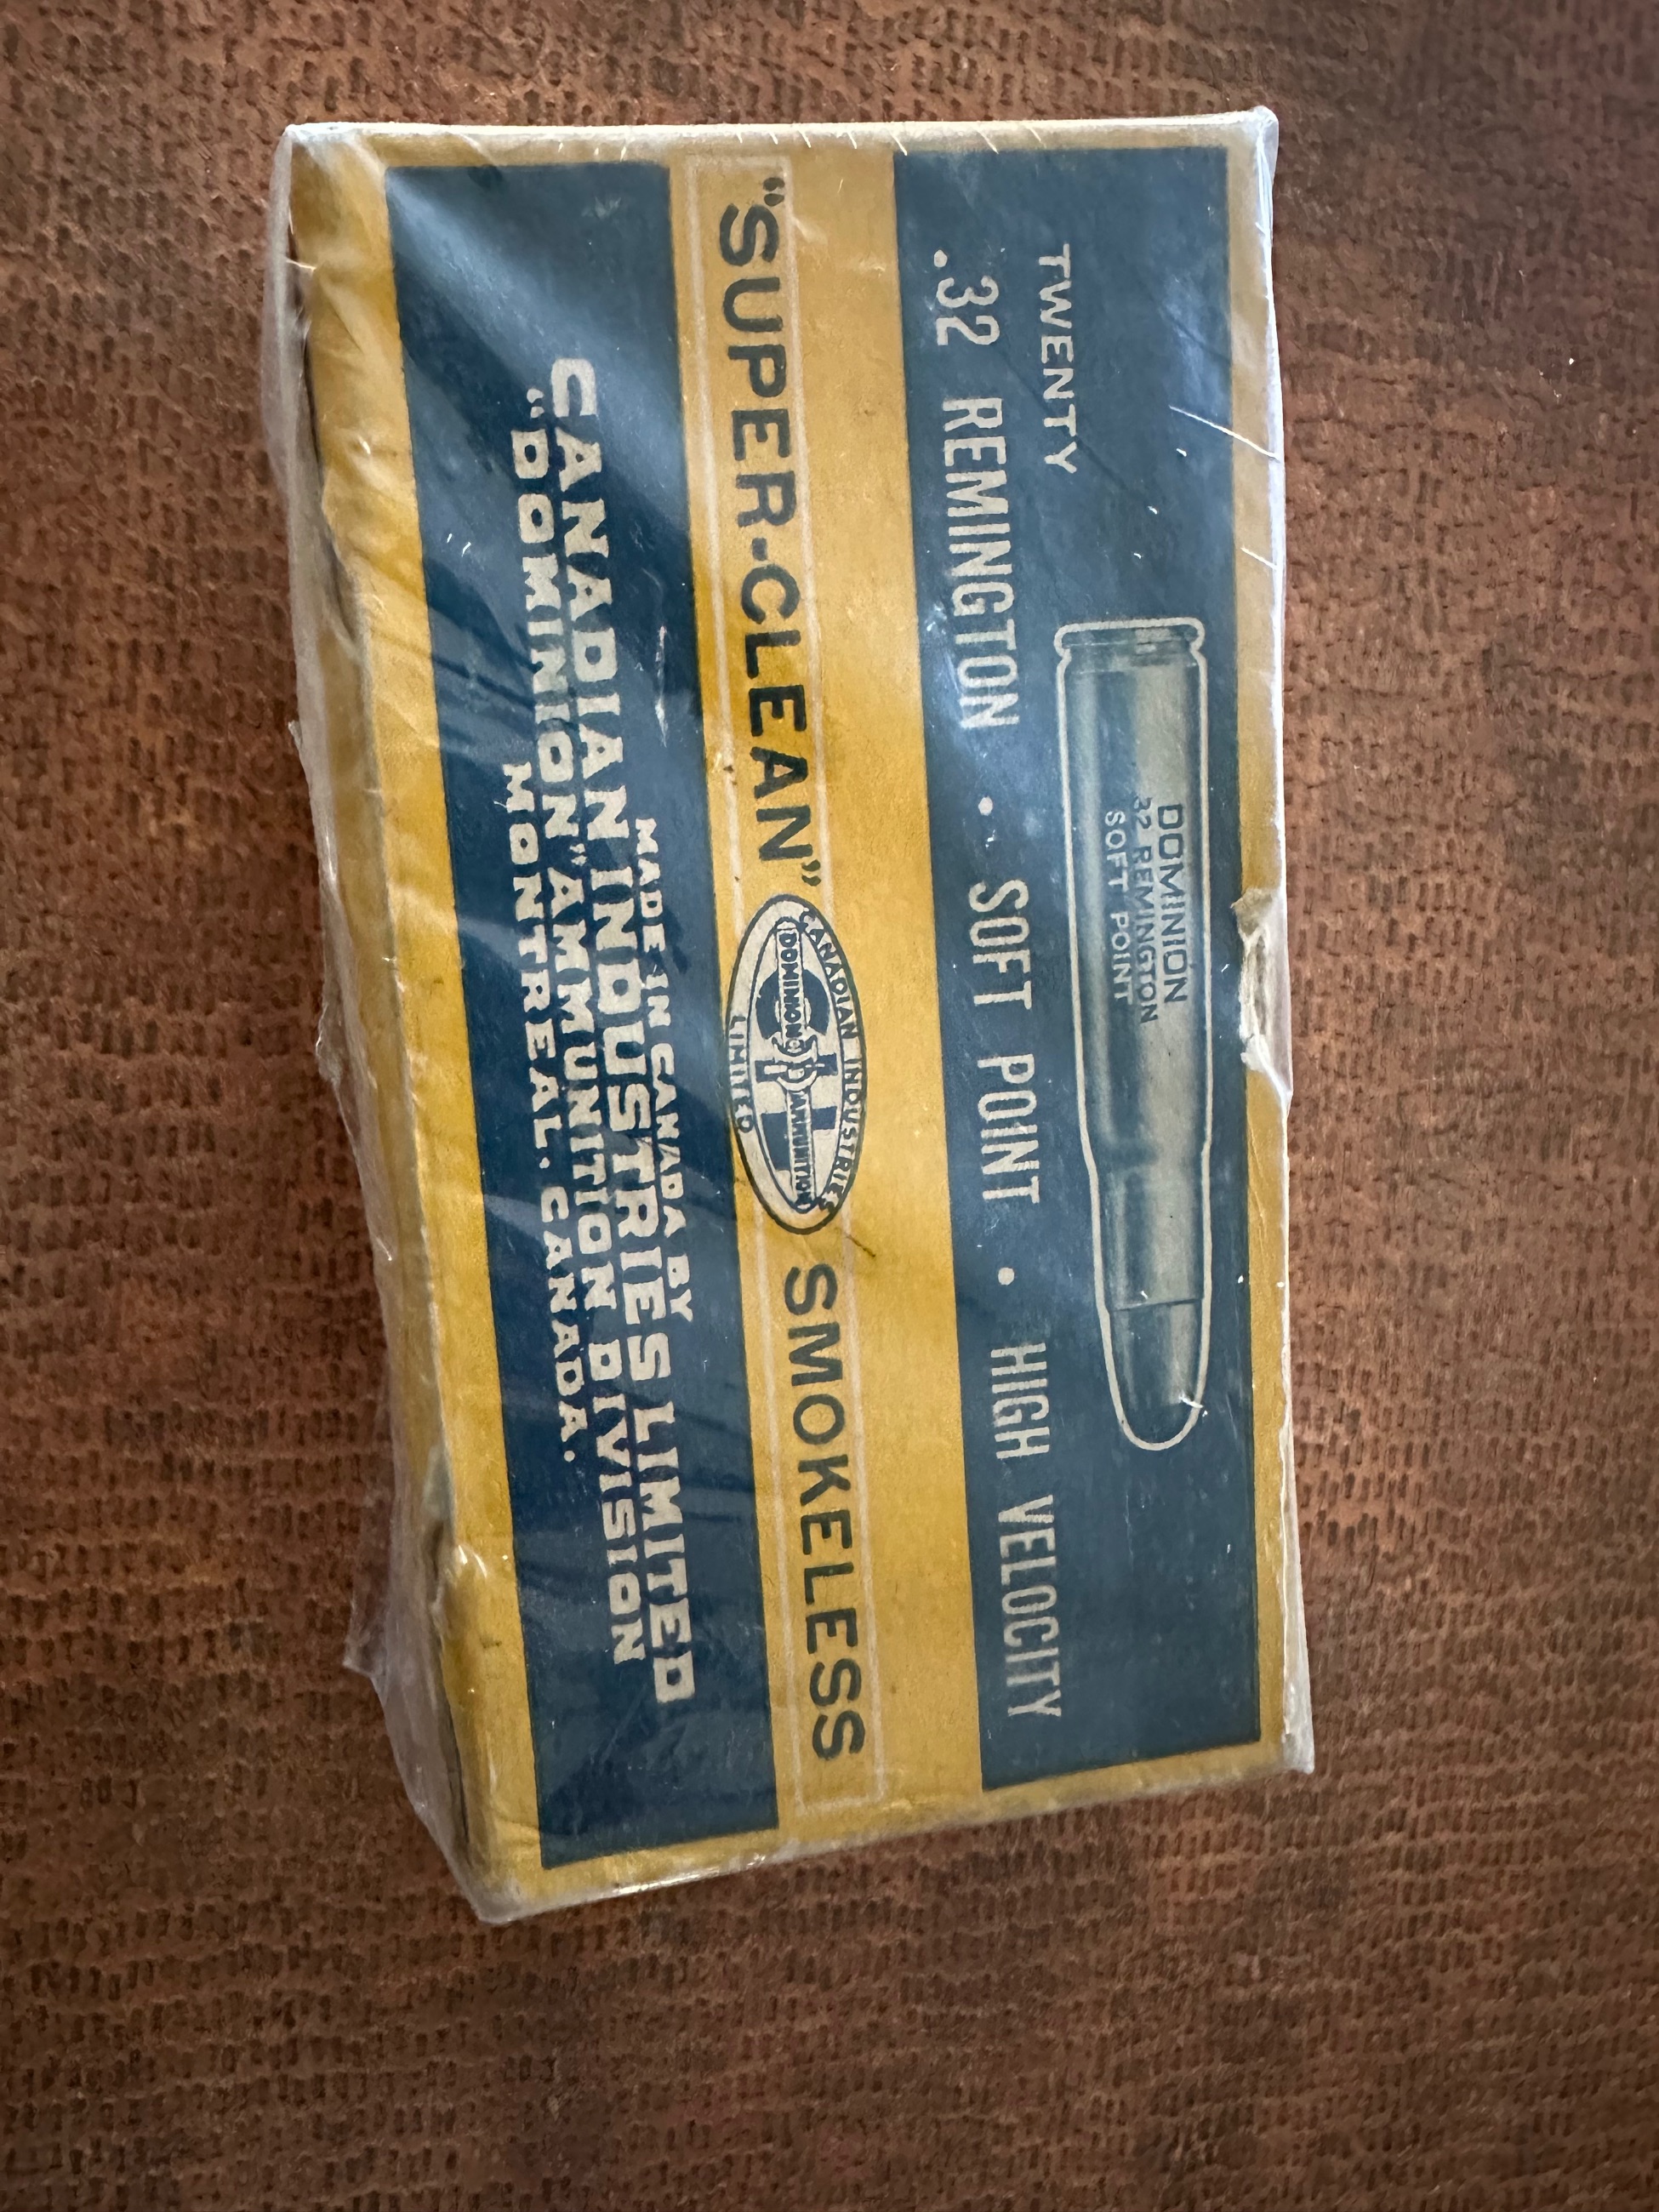 DOMINION
32 REMINGTON
SOFT POINT
TWENTY
.32 REMINGTON • SOFT POINT • HIGH VELOCITY
"SUPER-CLEAN" SMOKELESS
CANADIAN INDUSTRIES
DOMINION
AMMUNITION
LIMITED
MADE IN CANADA BY
CANADIAN INDUSTRIES LIMITED
"DOMINION" AMMUNITION DIVISION
MONTREAL, CANADA.